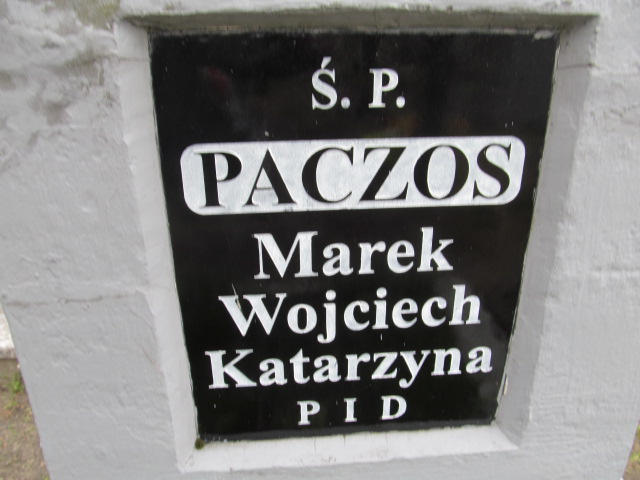 Ś. P.
PACZOS
Marek
Wojciech
Katarzyna
P I D